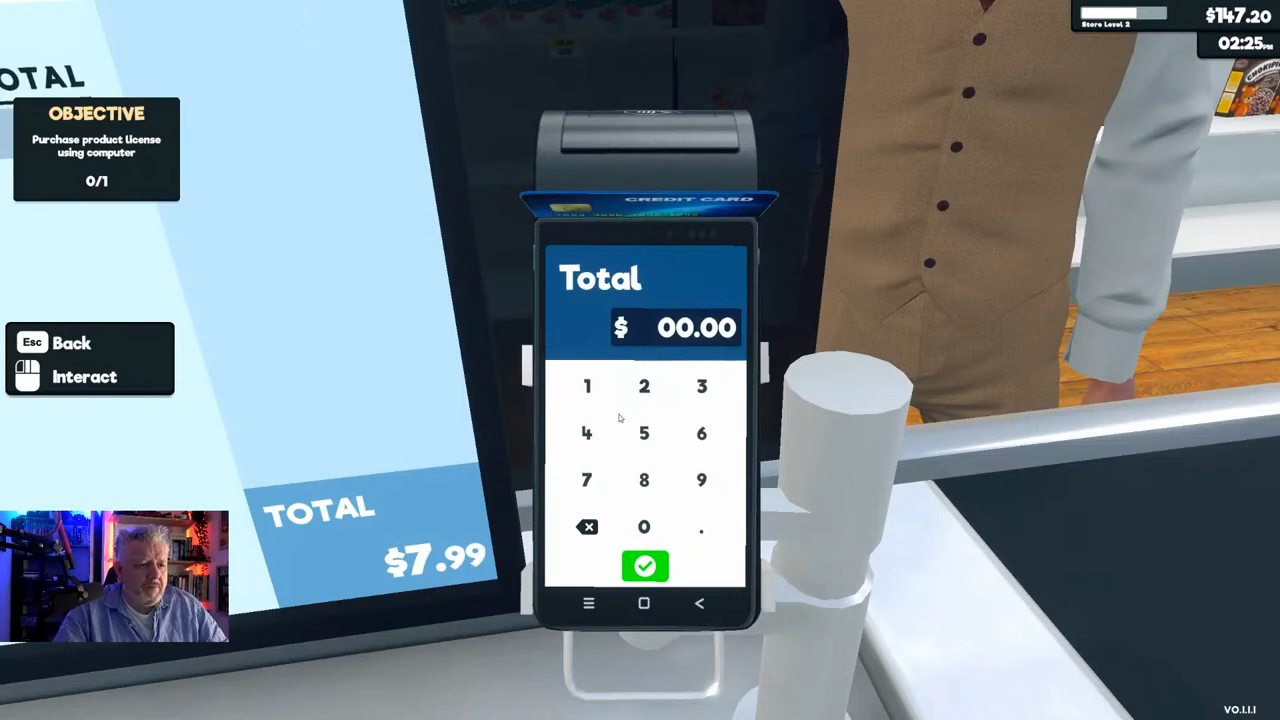 OTAL
OBJECTIVE
Purchase product license
using computer
0/1
Esc Back
Interact
TOTAL
$7.99
CREDIT CARD
Total
$ 00.00
1 2 3
4 5 6
7 8 9
0 .
Store Level 2
$147.20
02:25PM
V0.1.1.1